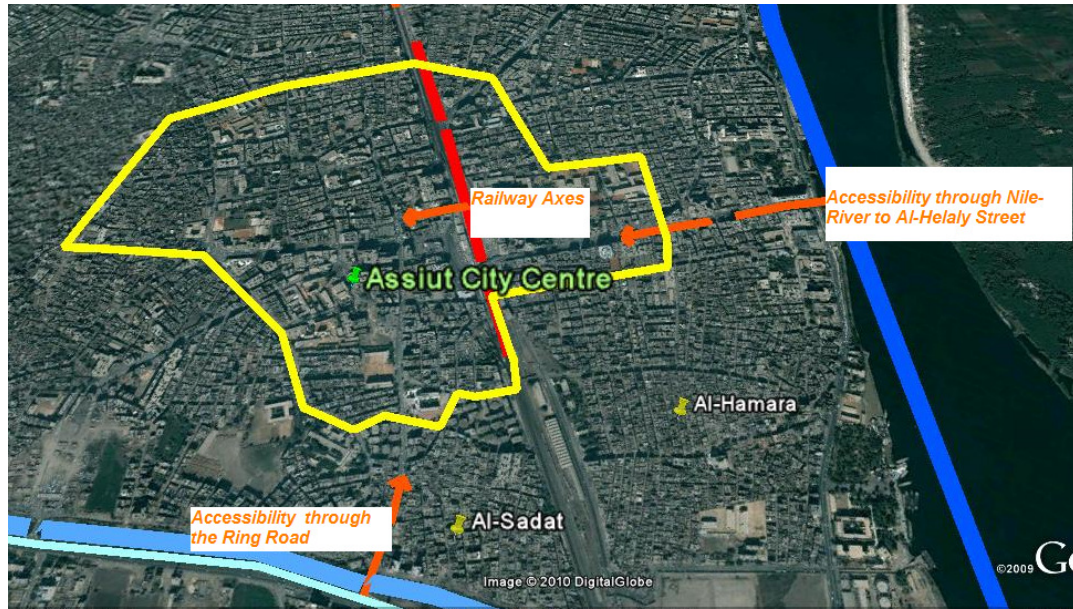 Railway Axes
Accessibility through Nile-
River to Al-Helaly Street
Assiut City Centre
Al-Hamara
Accessibility through
the Ring Road
Al-Sadat
Image © 2010 DigitalGlobe
©2009 Go